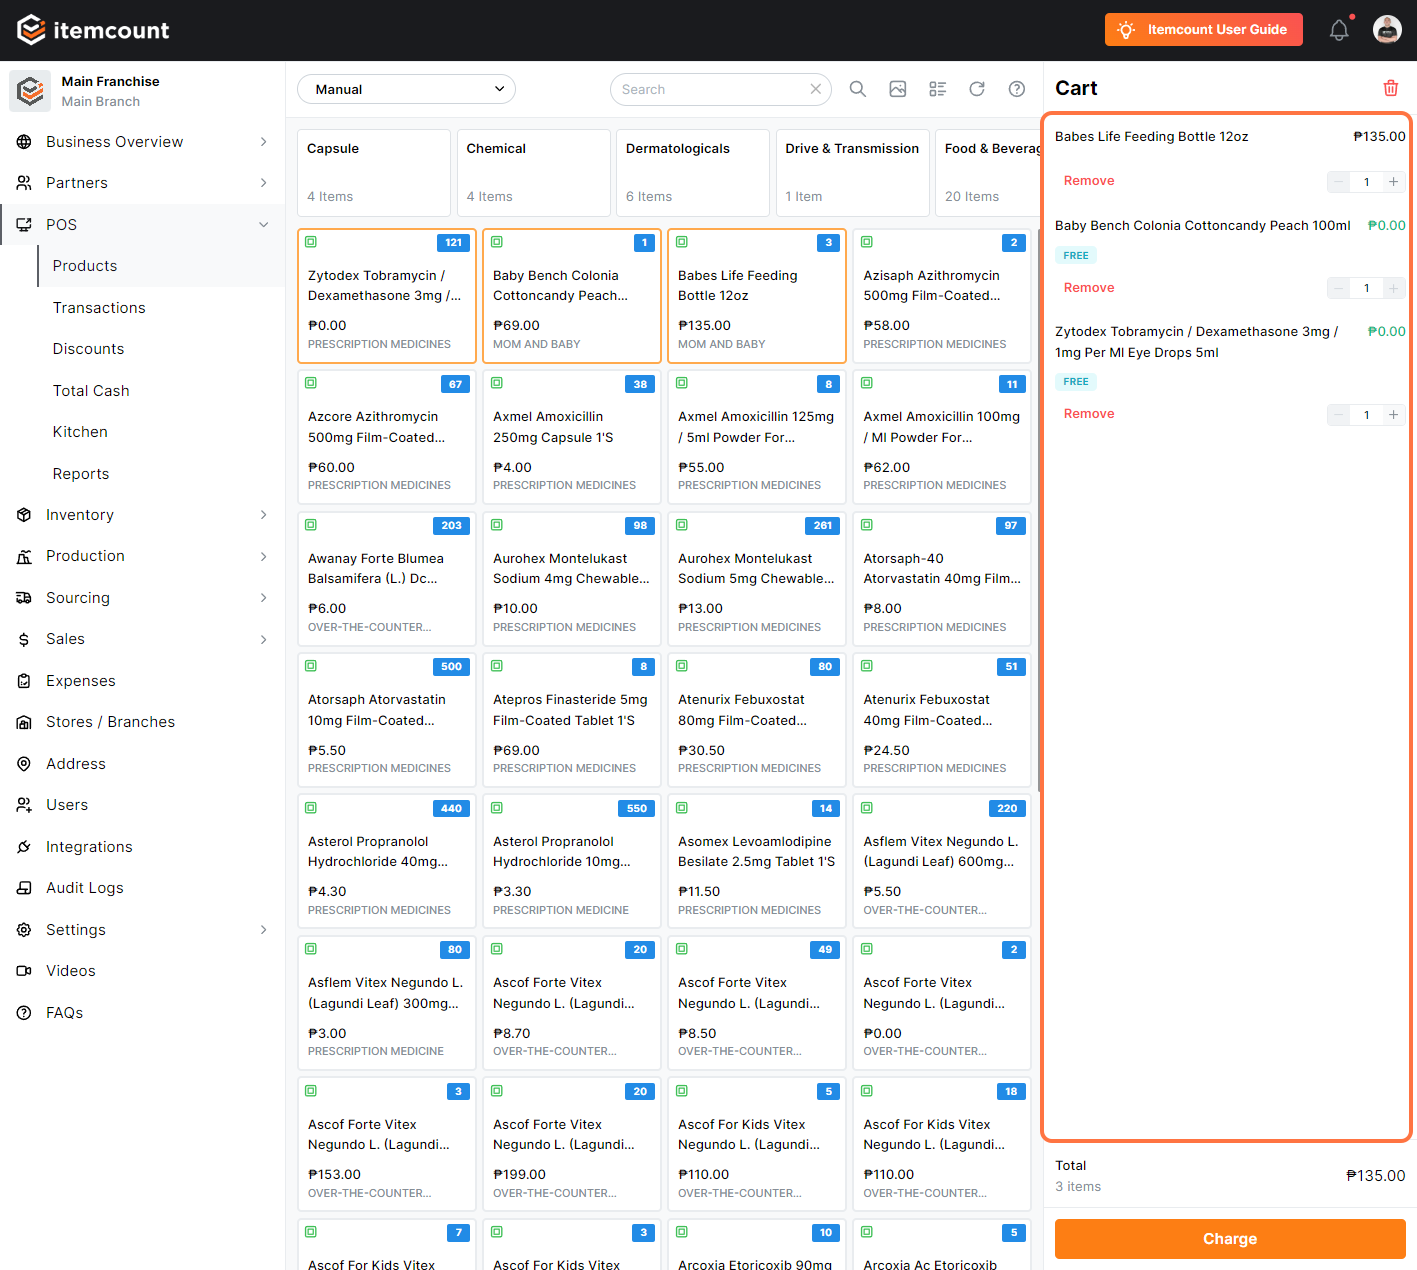 itemcount
Itemcount User Guide
Main Franchise
Main Branch
Business Overview
Partners
POS
Products
Transactions
Discounts
Total Cash
Kitchen
Reports
Inventory
Production
Sourcing
Sales
Expenses
Stores / Branches
Address
Users
Integrations
Audit Logs
Settings
Videos
FAQs
Manual
Search
Capsule
4 Items
Chemical
4 Items
Dermatologicals
6 Items
Drive & Transmission
1 Item
Food & Beverag
20 Items
121
Zytodex Tobramycin /
Dexamethasone 3mg /...
₱0.00
PRESCRIPTION MEDICINES
1
Baby Bench Colonia
Cottoncandy Peach...
₱69.00
MOM AND BABY
3
Babes Life Feeding
Bottle 12oz
₱135.00
MOM AND BABY
2
Azisaph Azithromycin
500mg Film-Coated...
₱58.00
PRESCRIPTION MEDICINES
67
Azcore Azithromycin
500mg Film-Coated...
₱60.00
PRESCRIPTION MEDICINES
38
Axmel Amoxicillin
250mg Capsule 1'S
₱4.00
PRESCRIPTION MEDICINES
8
Axmel Amoxicillin 125mg
/ 5ml Powder For...
₱55.00
PRESCRIPTION MEDICINES
11
Axmel Amoxicillin 100mg
/ Ml Powder For...
₱62.00
PRESCRIPTION MEDICINES
203
Awanay Forte Blumea
Balsamifera (L.) Dc...
₱6.00
OVER-THE-COUNTER...
98
Aurohex Montelukast
Sodium 4mg Chewable...
₱10.00
PRESCRIPTION MEDICINES
261
Aurohex Montelukast
Sodium 5mg Chewable...
₱13.00
PRESCRIPTION MEDICINES
97
Atorsaph-40
Atorvastatin 40mg Film...
₱8.00
PRESCRIPTION MEDICINES
500
Atorsaph Atorvastatin
10mg Film-Coated...
₱5.50
PRESCRIPTION MEDICINES
8
Atepros Finasteride 5mg
Film-Coated Tablet 1'S
₱69.00
PRESCRIPTION MEDICINES
80
Atenurix Febuxostat
80mg Film-Coated...
₱30.50
PRESCRIPTION MEDICINES
51
Atenurix Febuxostat
40mg Film-Coated...
₱24.50
PRESCRIPTION MEDICINES
440
Asterol Propranolol
Hydrochloride 40mg...
₱4.30
PRESCRIPTION MEDICINES
550
Asterol Propranolol
Hydrochloride 10mg...
₱3.30
PRESCRIPTION MEDICINE
14
Asomex Levoamlodipine
Besilate 2.5mg Tablet 1'S
₱11.50
PRESCRIPTION MEDICINES
220
Asflem Vitex Negundo L.
(Lagundi Leaf) 600mg...
₱5.50
OVER-THE-COUNTER...
80
Asflem Vitex Negundo L.
(Lagundi Leaf) 300mg...
₱3.00
PRESCRIPTION MEDICINE
20
Ascof Forte Vitex
Negundo L. (Lagundi...
₱8.70
OVER-THE-COUNTER...
49
Ascof Forte Vitex
Negundo L. (Lagundi...
₱8.50
OVER-THE-COUNTER...
2
Ascof Forte Vitex
Negundo L. (Lagundi...
₱0.00
OVER-THE-COUNTER...
3
Ascof Forte Vitex
Negundo L. (Lagundi...
₱153.00
OVER-THE-COUNTER...
20
Ascof Forte Vitex
Negundo L. (Lagundi...
₱199.00
OVER-THE-COUNTER...
5
Ascof For Kids Vitex
Negundo L. (Lagundi...
₱110.00
OVER-THE-COUNTER...
18
Ascof For Kids Vitex
Negundo L. (Lagundi...
₱110.00
OVER-THE-COUNTER...
7
Ascof For Kids Vitex
3
Ascof For Kids Vitex
10
Arcoxia Etoricoxib 90mg
5
Arcoxia Ac Etoricoxib
Cart
Babes Life Feeding Bottle 12oz ₱135.00
Remove 1
Baby Bench Colonia Cottoncandy Peach 100ml ₱0.00
FREE
Remove 1
Zytodex Tobramycin / Dexamethasone 3mg / ₱0.00
1mg Per Ml Eye Drops 5ml
FREE
Remove 1
Total
3 items
₱135.00
Charge